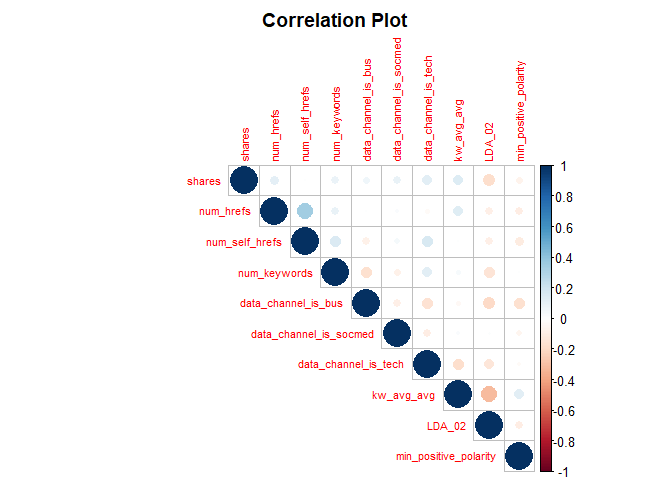 Correlation Plot
shares
num_hrefs
num_self_hrefs
num_keywords
data_channel_is_bus
data_channel_is_socmed
data_channel_is_tech
kw_avg_avg
LDA_02
min_positive_polarity
shares
num_hrefs
num_self_hrefs
num_keywords
data_channel_is_bus
data_channel_is_socmed
data_channel_is_tech
kw_avg_avg
LDA_02
min_positive_polarity
1
0.8
0.6
0.4
0.2
0
-0.2
-0.4
-0.6
-0.8
-1